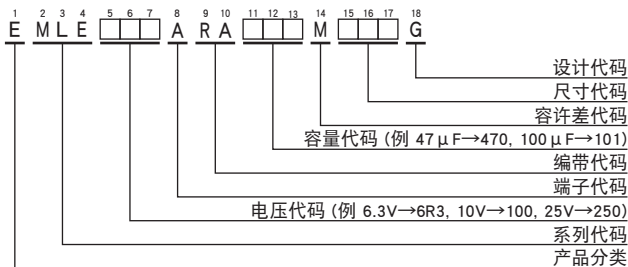 1 2 3 4 5 6 7 8 9 10 11 12 13 14 15 16 17 18
E M L E □□□ A R A □□□ M □□□ G
设计代码
尺寸代码
容许差代码
容量代码 (例 47μF→470, 100μF→101)
编带代码
端子代码
电压代码 (例 6.3V→6R3, 10V→100, 25V→250)
系列代码
产品分类